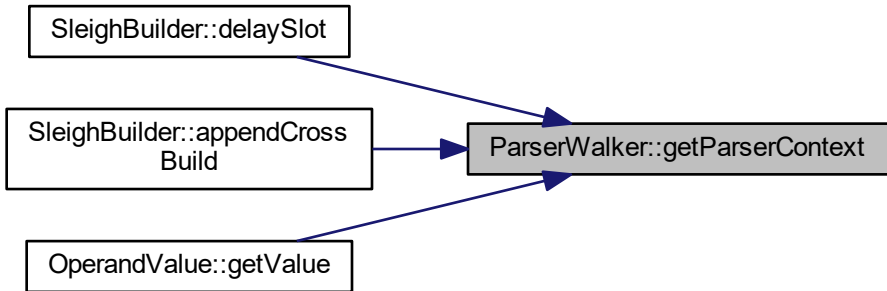 SleighBuilder::delaySlot
SleighBuilder::appendCross
Build
ParserWalker::getParserContext
OperandValue::getValue